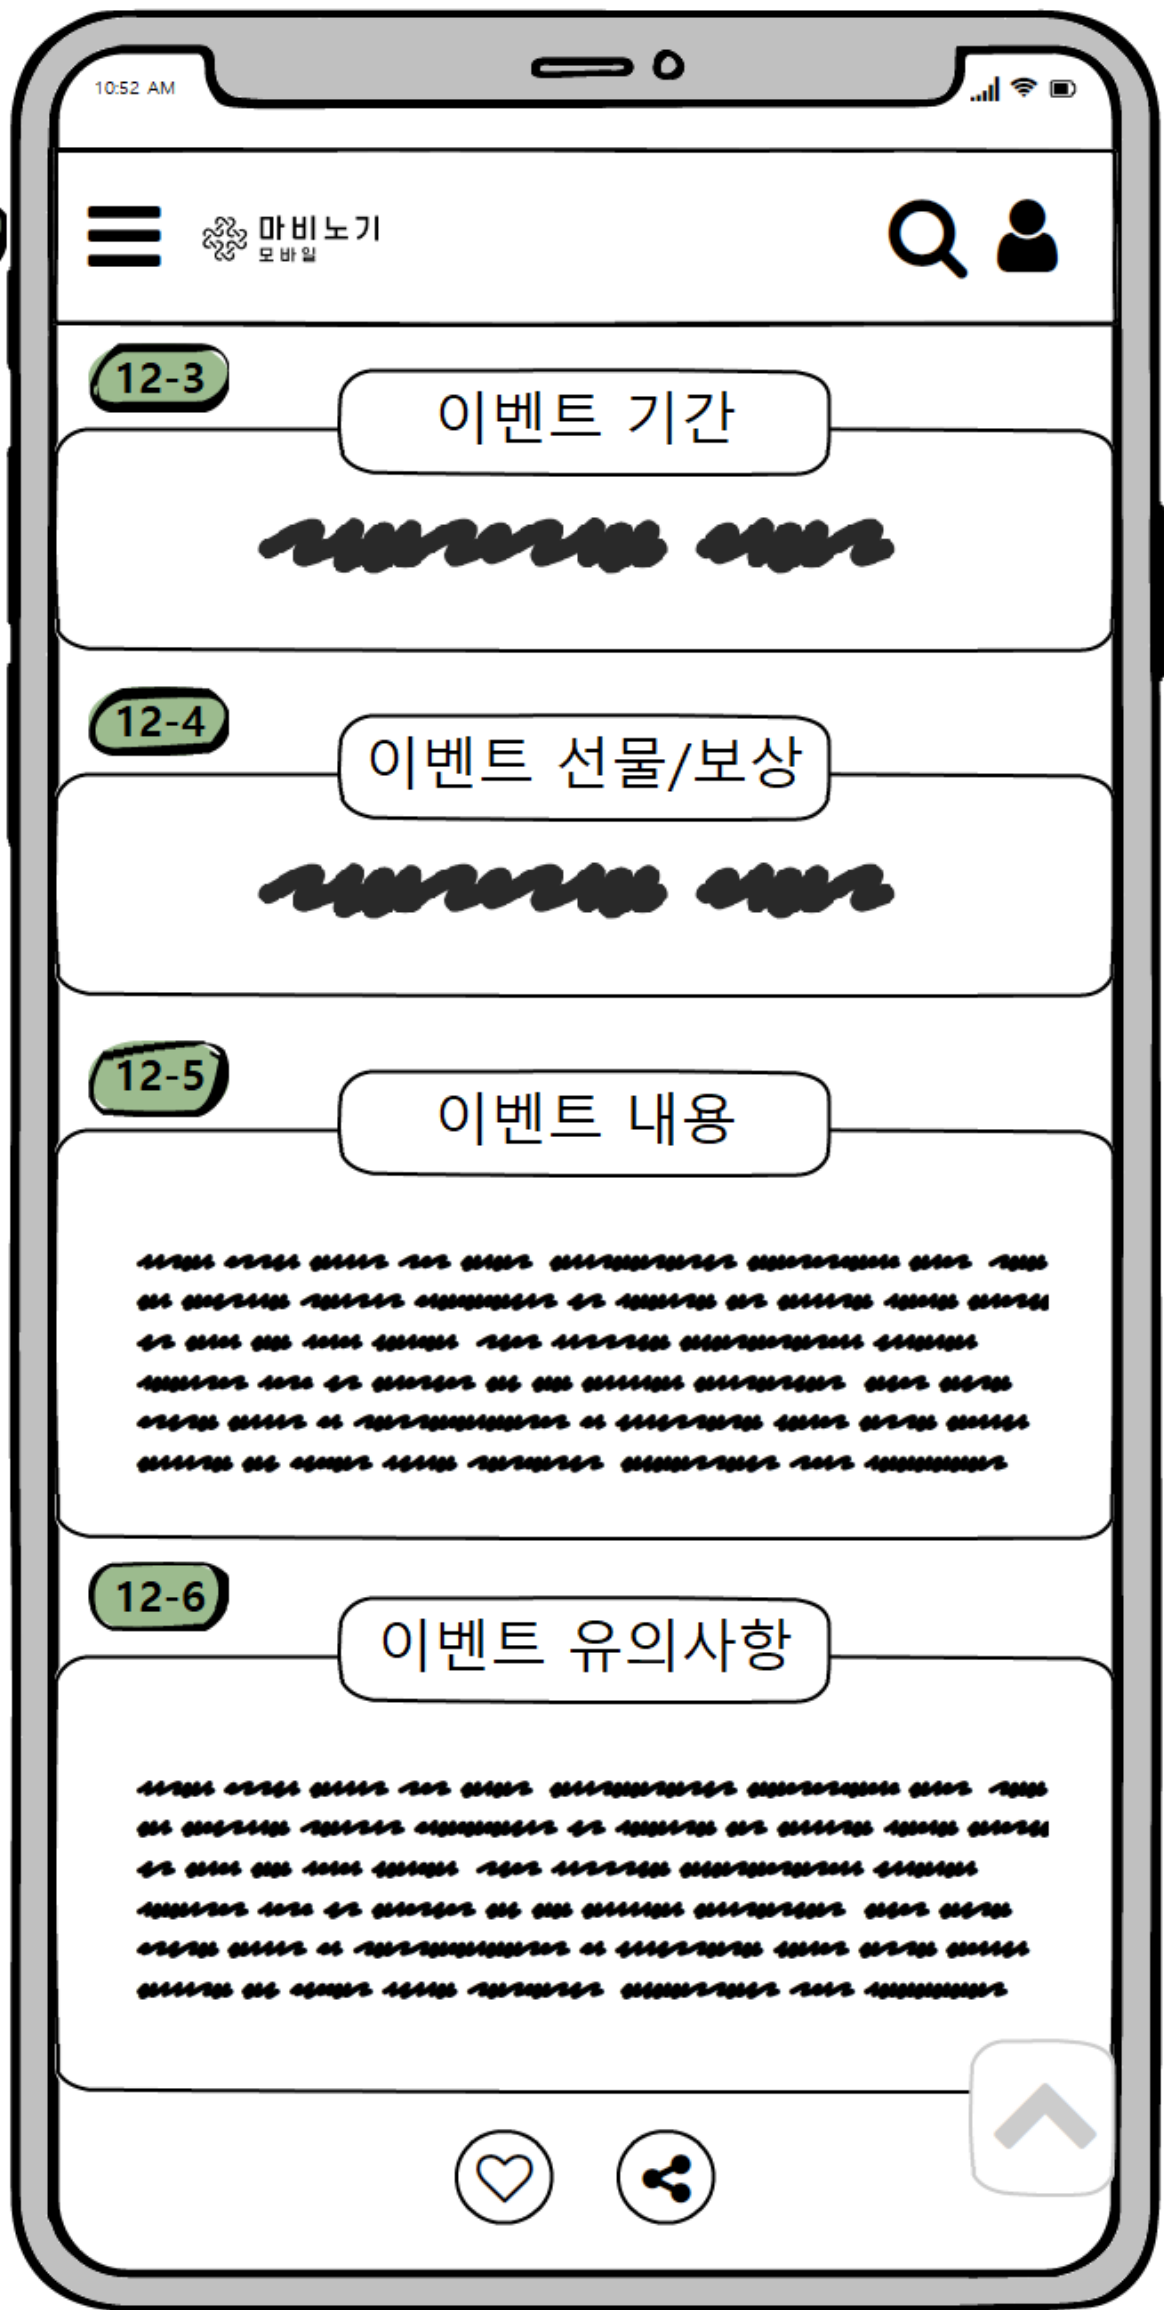 10:52 AM
마비노기
모바일
12-3
이벤트 기간
12-4
이벤트 선물/보상
12-5
이벤트 내용
12-6
이벤트 유의사항